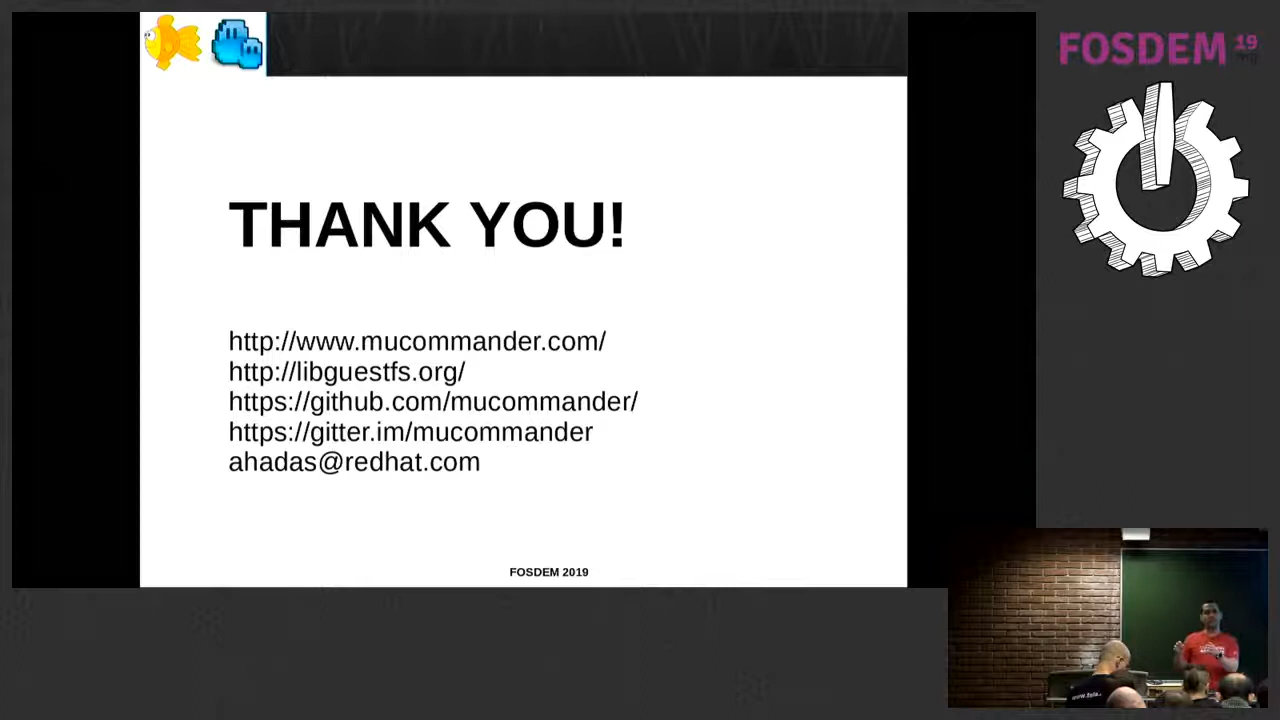 FOSDEM 19
THANK YOU!
http://www.mucommander.com/
http://libguestfs.org/
https://github.com/mucommander/
https://gitter.im/mucommander
ahadas@redhat.com
FOSDEM 2019